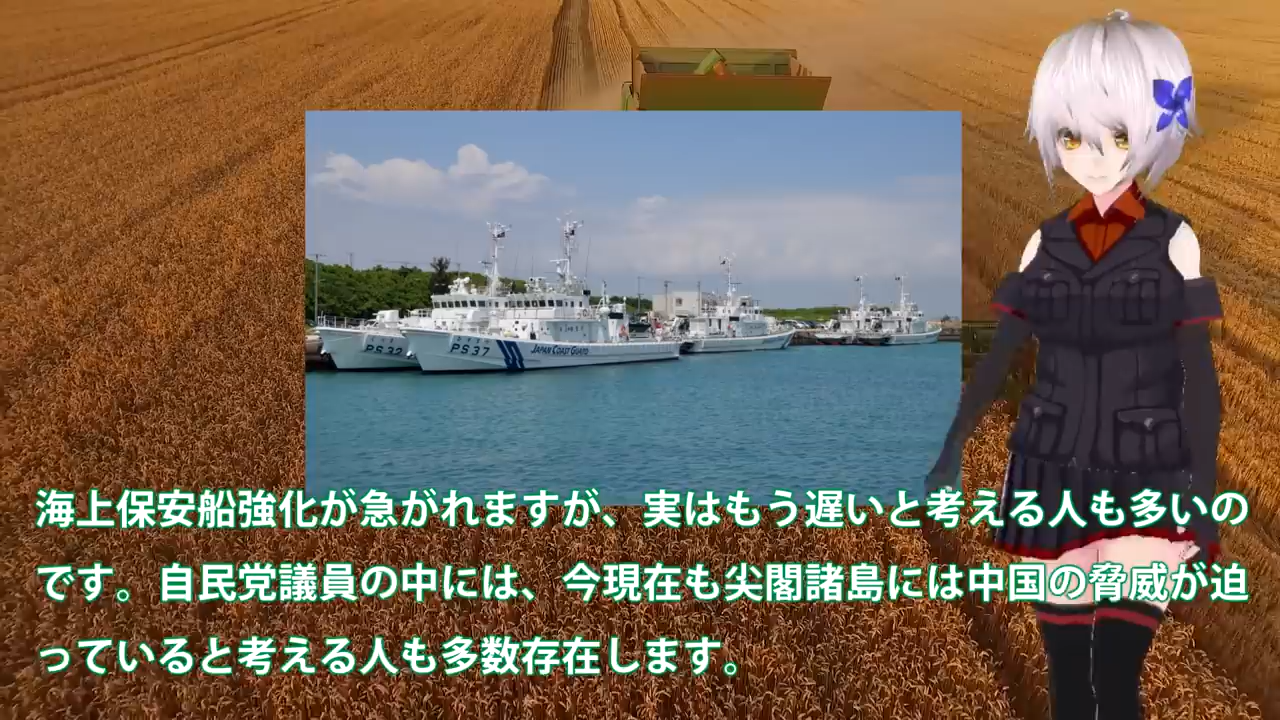 PS 32
PS 37
JAPAN COAST GUARD
海上保安船強化が急がれますが、実はもう遅いと考える人も多いの
です。自民党議員の中には、今現在も尖閣諸島には中国の脅威が迫
っていると考える人も多数存在します。